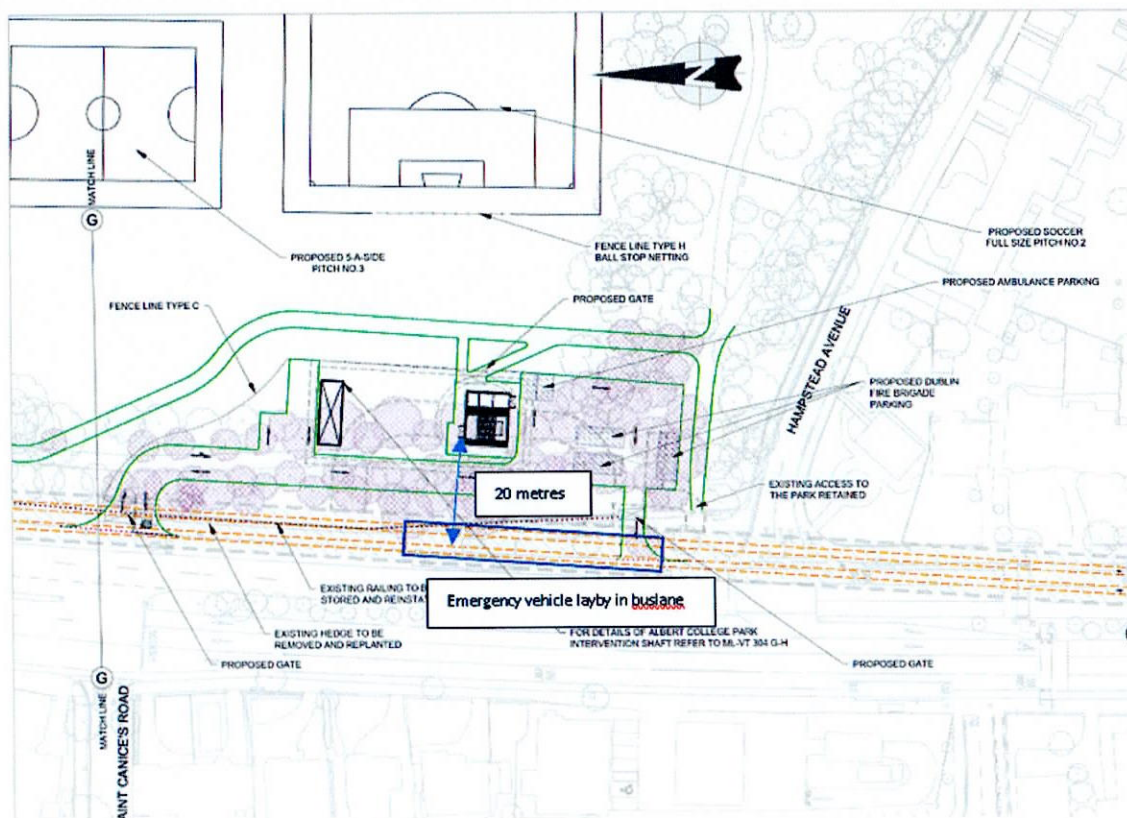 MATCH LINE
G
PROPOSED 5-A-SIDE
PITCH NO.3
FENCE LINE TYPE H
BALL STOP NETTING
PROPOSED SOCCER
FULL SIZE PITCH NO.2
FENCE LINE TYPE C
PROPOSED GATE
PROPOSED AMBULANCE PARKING
HAMPSTEAD AVENUE
PROPOSED DUBLIN
FIRE BRIGADE
PARKING
20 metres
EXISTING ACCESS TO
THE PARK RETAINED
EXISTING RAILING TO B
STORED AND REINSTA
Emergency vehicle layby in buslane
EXISTING HEDGE TO BE
REMOVED AND REPLANTED
FOR DETAILS OF ALBERT COLLEGE PARK
INTERVENTION SHAFT REFER TO ML-VT 304 G-H
PROPOSED GATE
PROPOSED GATE
G
MATCH LINE
AINT CANICE'S ROAD